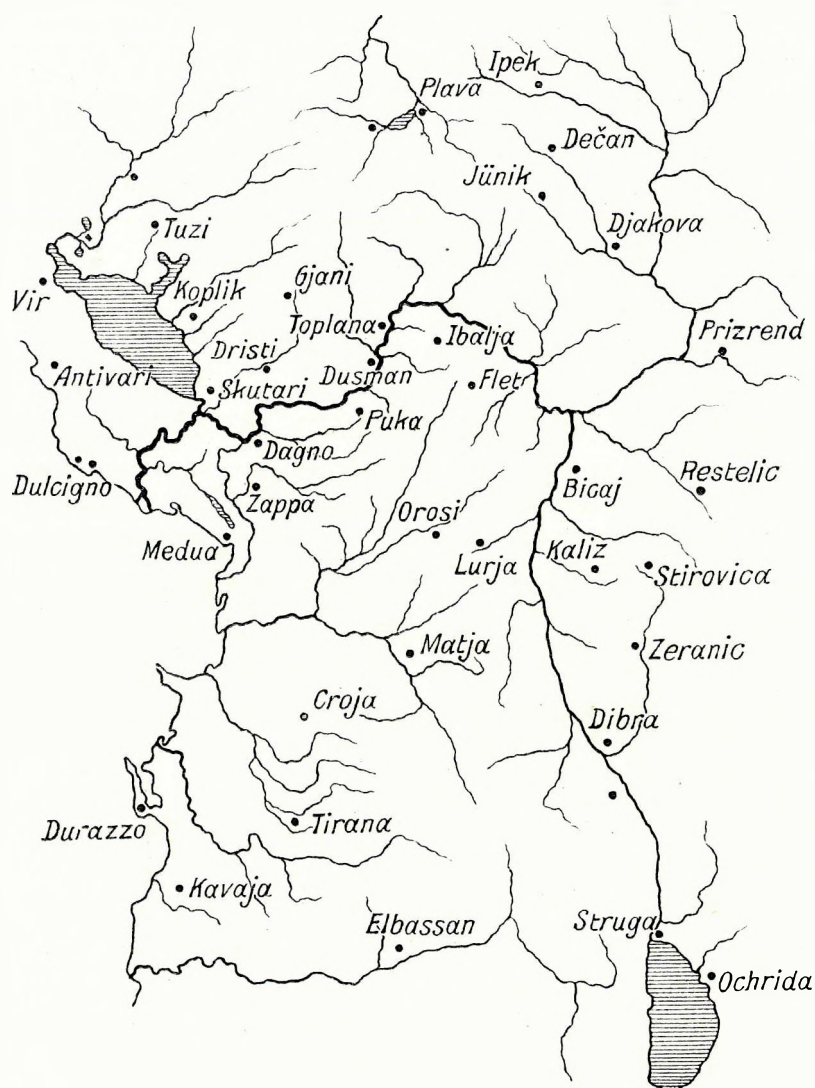 Ipek
Plava
Dečan
Jünik
Tuzi
Djakova
Vir
Koplik
Gjani
Toplana
Ibalja
Prizrend
Antivari
Dristi
Skutari
Dusman
Flet
Puka
Dagno
Dulcigno
Zappa
Bicaj
Restelic
Orosi
Medua
Lurja
Kaliz
Stirovica
Matja
Zeranic
Croja
Dibra
Durazzo
Tirana
Kavaja
Elbassan
Struga
Ochrida